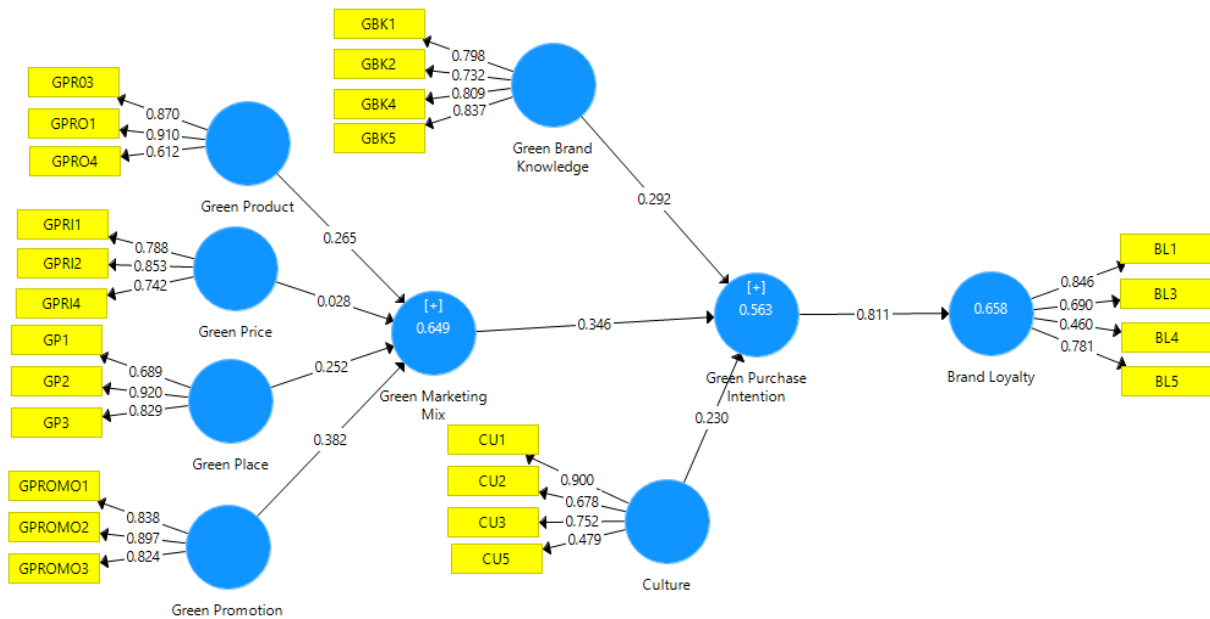 GPR03
GPRO1
GPRO4
0.870
0.910
0.612
Green Product
GPRI1
GPRI2
GPRI4
0.788
0.853
0.742
Green Price
GP1
GP2
GP3
0.689
0.920
0.829
Green Place
GPROMO1
GPROMO2
GPROMO3
0.838
0.897
0.824
Green Promotion
0.265
0.028
0.252
0.382
[+]
0.649
Green Marketing
Mix
GBK1
GBK2
GBK4
GBK5
0.798
0.732
0.809
0.837
Green Brand
Knowledge
0.292
0.346
CU1
CU2
CU3
CU5
0.900
0.678
0.752
0.479
Culture
0.230
[+]
0.563
Green Purchase
Intention
0.811
0.658
Brand Loyalty
0.846
0.690
0.460
0.781
BL1
BL3
BL4
BL5